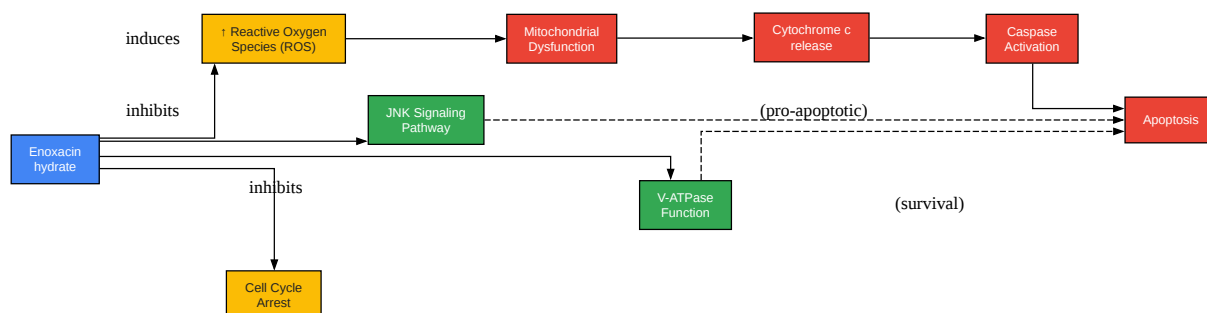 induces
↑ Reactive Oxygen
Species (ROS)
Mitochondrial
Dysfunction
Cytochrome c
release
Caspase
Activation
inhibits
JNK Signaling
Pathway
(pro-apoptotic)
Apoptosis
Enoxacin
hydrate
inhibits
V-ATPase
Function
(survival)
Cell Cycle
Arrest